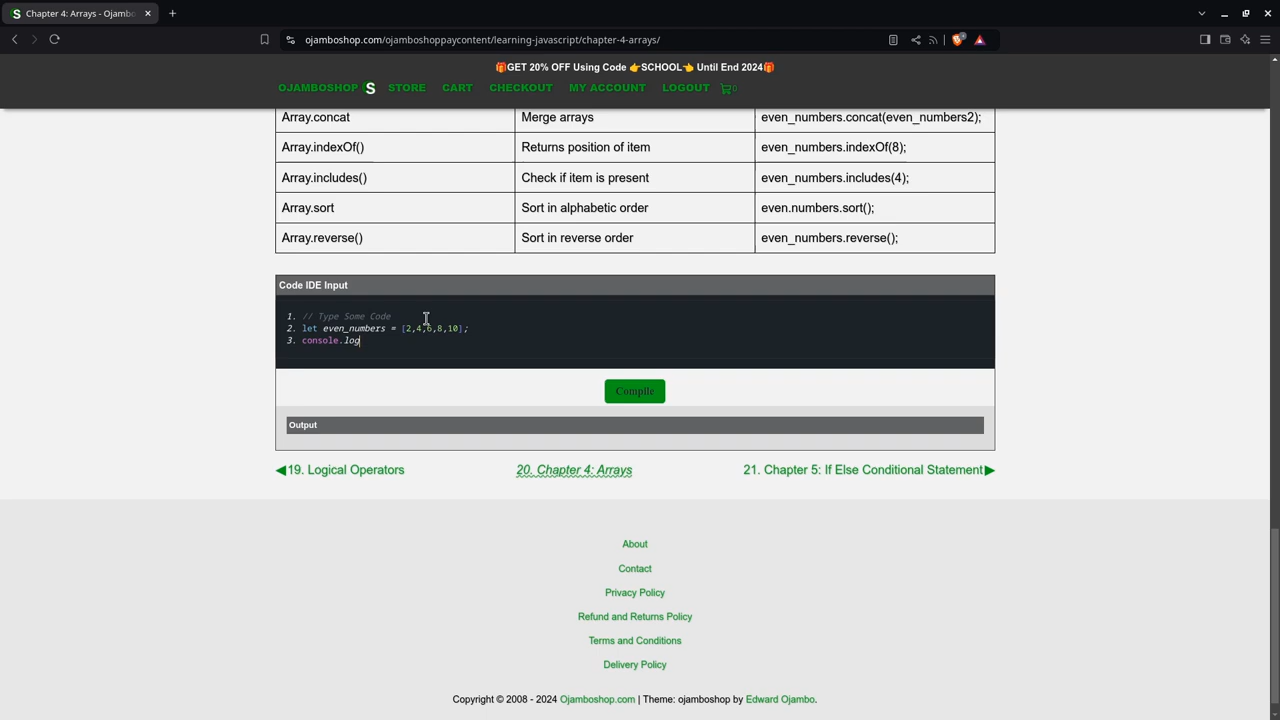 Chapter 4: Arrays - Ojambo
ojamboshop.com/ojamboshoppaycontent/learning-javascript/chapter-4-arrays/
🎁GET 20% OFF Using Code 👉SCHOOL👈 Until End 2024🎁
OJAMBOSHOP S STORE CART CHECKOUT MY ACCOUNT LOGOUT 0
Array.concat Merge arrays even_numbers.concat(even_numbers2);
Array.indexOf() Returns position of item even_numbers.indexOf(8);
Array.includes() Check if item is present even_numbers.includes(4);
Array.sort Sort in alphabetic order even.numbers.sort();
Array.reverse() Sort in reverse order even_numbers.reverse();
Code IDE Input
1. // Type Some Code
2. let even_numbers = [2,4,6,8,10];
3. console.log
Compile
Output
◀19. Logical Operators 20. Chapter 4: Arrays 21. Chapter 5: If Else Conditional Statement▶
About
Contact
Privacy Policy
Refund and Returns Policy
Terms and Conditions
Delivery Policy
Copyright © 2008 - 2024 Ojamboshop.com | Theme: ojamboshop by Edward Ojambo.